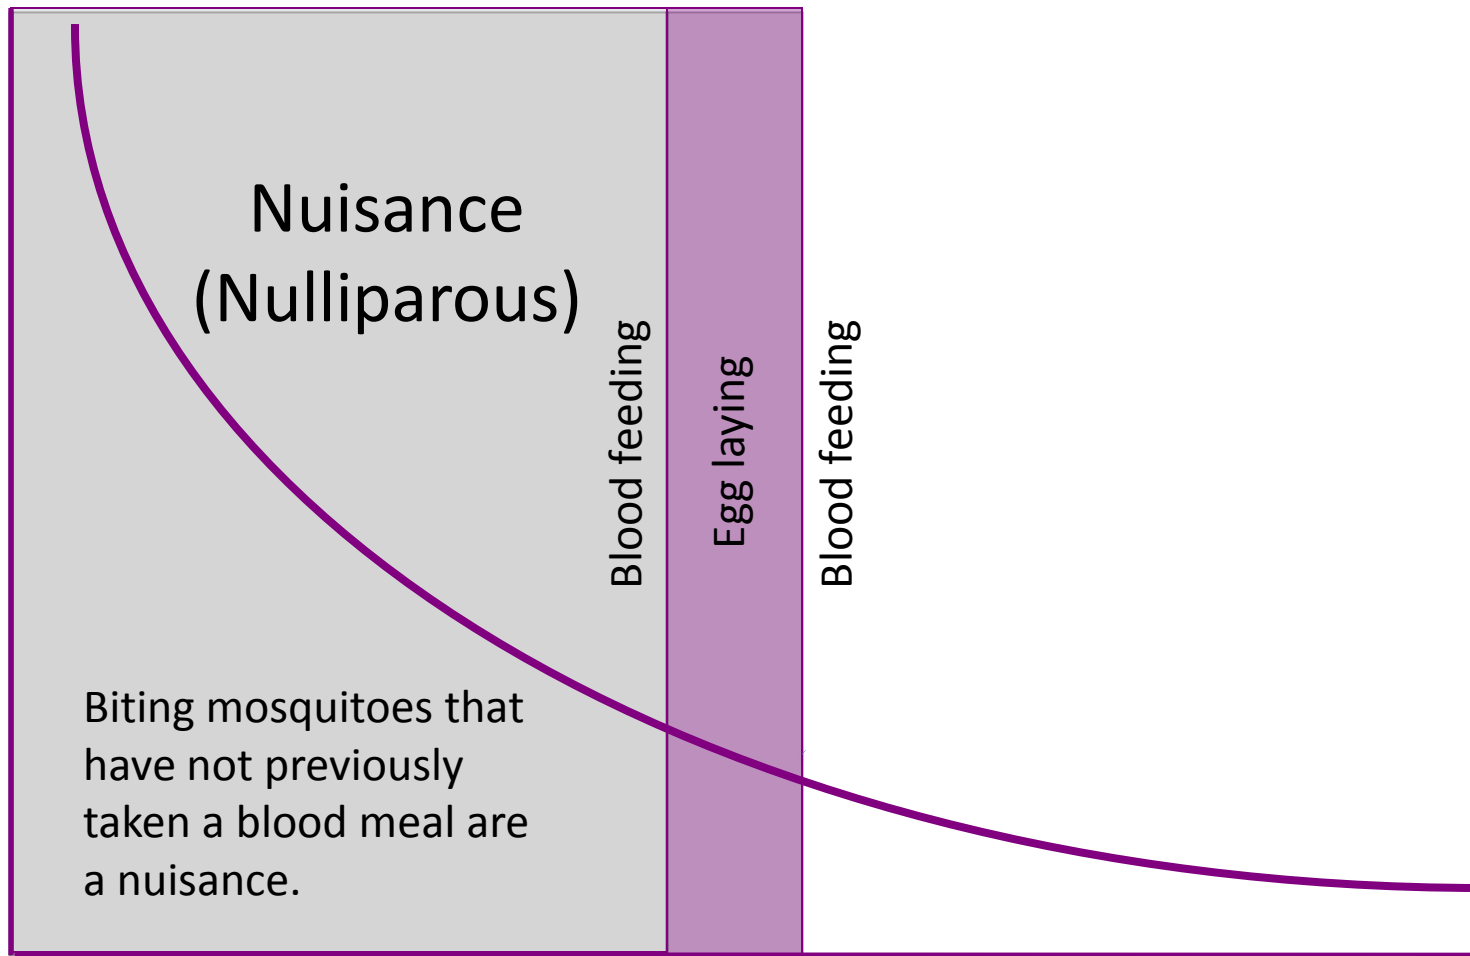 Nuisance
(Nulliparous)
Blood feeding
Egg laying
Blood feeding
Biting mosquitoes that
have not previously
taken a blood meal are
a nuisance.